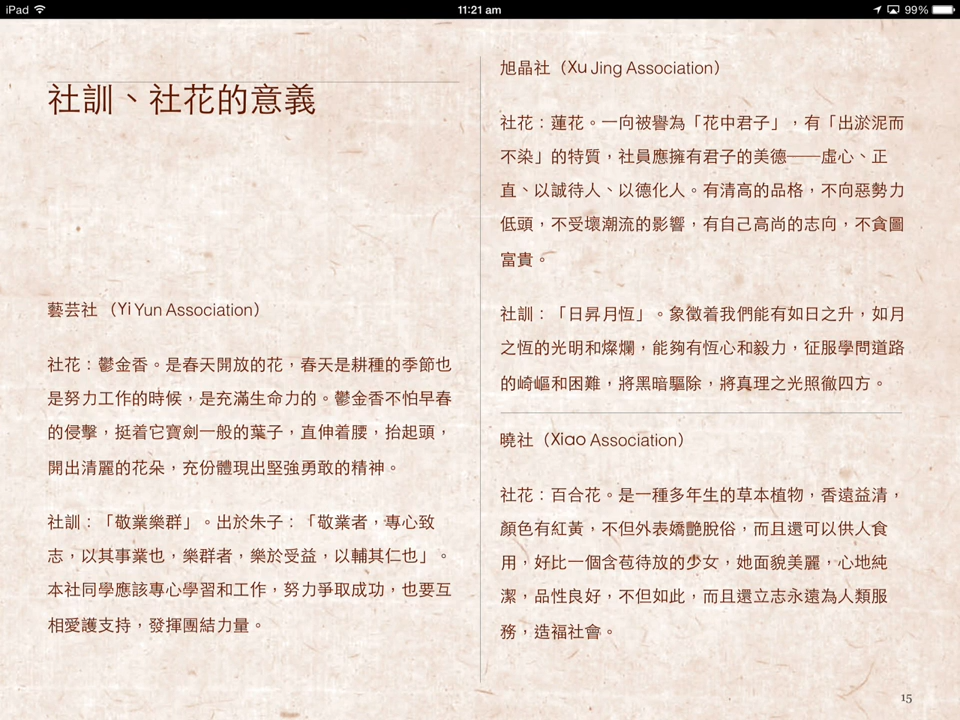 iPad
11:21 am
99%
社訓、社花的意義
藝芸社 （Yi Yun Association）
社花：鬱金香。是春天開放的花，春天是耕種的季節也
是努力工作的時候，是充滿生命力的。鬱金香不怕早春
的侵擊，挺着它寶劍一般的葉子，直伸着腰，抬起頭，
開出清麗的花朵，充份體現出堅強勇敢的精神。
社訓：「敬業樂群」。出於朱子：「敬業者，專心致
志，以其事業也，樂群者，樂於受益，以輔其仁也」。
本社同學應該專心學習和工作，努力爭取成功，也要互
相愛護支持，發揮團結力量。
旭晶社（Xu Jing Association）
社花：蓮花。一向被譽為「花中君子」，有「出淤泥而
不染」的特質，社員應擁有君子的美德——虛心、正
直、以誠待人、以德化人。有清高的品格，不向惡勢力
低頭，不受壞潮流的影響，有自己高尚的志向，不貪圖
富貴。
社訓：「日昇月恆」。象徵着我們能有如日之升，如月
之恆的光明和燦爛，能夠有恆心和毅力，征服學問道路
的崎嶇和困難，將黑暗驅除，將真理之光照徹四方。
曉社（Xiao Association）
社花：百合花。是一種多年生的草本植物，香遠益清，
顏色有紅黃，不但外表嬌艷脫俗，而且還可以供人食
用，好比一個含苞待放的少女，她面貌美麗，心地純
潔，品性良好，不但如此，而且還立志永遠為人類服
務，造福社會。
15